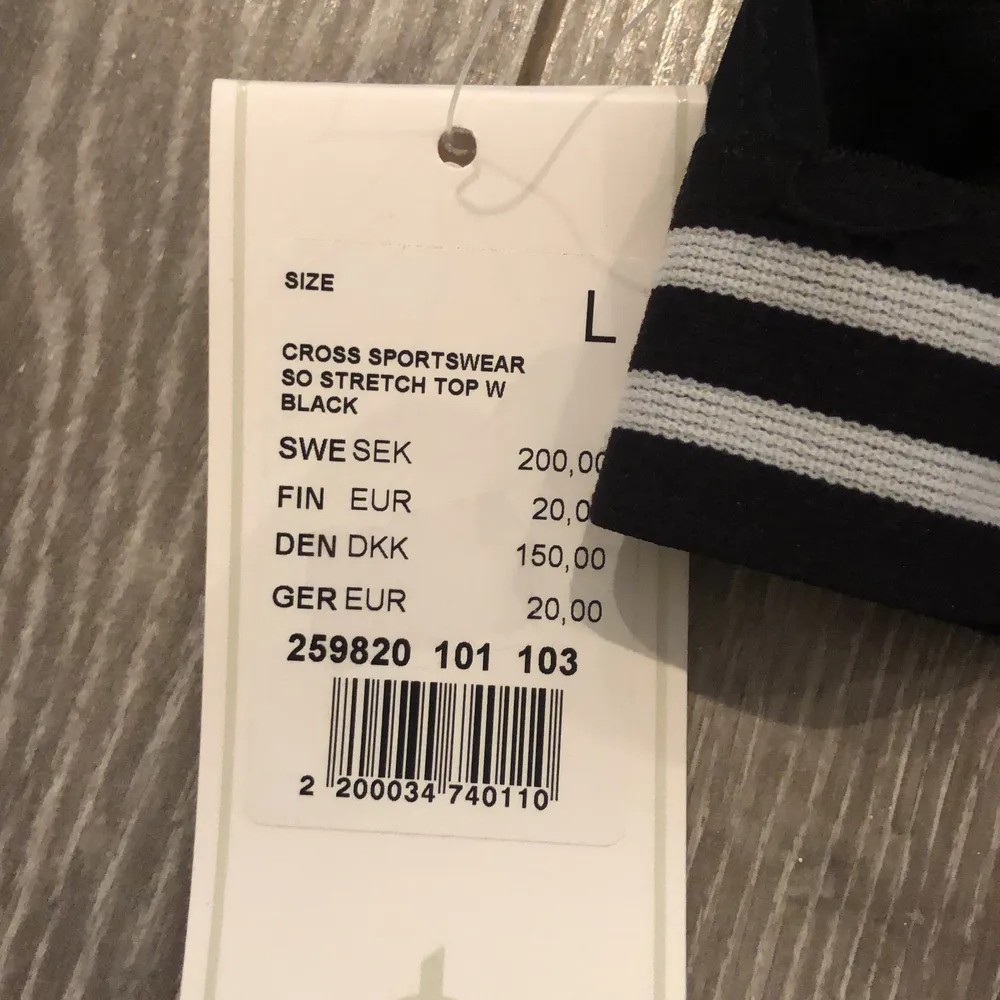 SIZE
L
CROSS SPORTSWEAR
SO STRETCH TOP W
BLACK
SWE SEK 200,00
FIN EUR 20,0
DEN DKK 150,00
GER EUR 20,00
259820 101 103
2 200034 740110